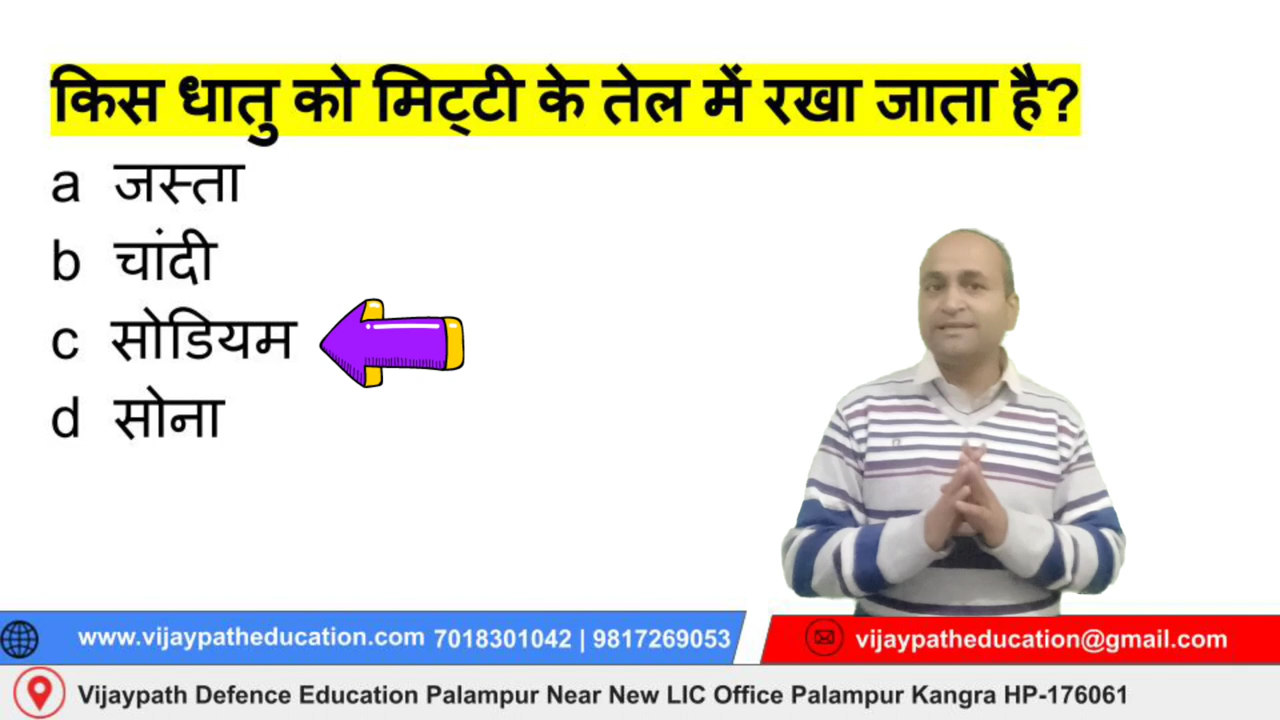 किस धातु को मिट्टी के तेल में रखा जाता है?
a जस्ता
b चांदी
c सोडियम
d सोना
www.vijaypatheducation.com 7018301042 | 9817269053
vijaypatheducation@gmail.com
Vijaypath Defence Education Palampur Near New LIC Office Palampur Kangra HP-176061